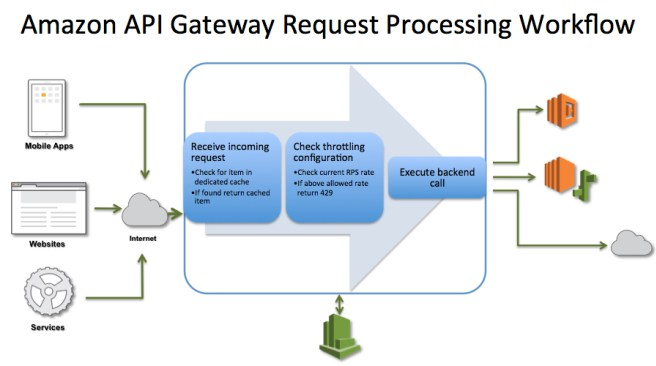 Amazon API Gateway Request Processing Workflow
Mobile Apps
Websites
Services
Internet
Receive incoming
request
•Check for Item in
dedicated cache
•If found return cached
item
Check throttling
configuration
•Check current RPS rate
•If above allowed rate
return 429
Execute backend
call